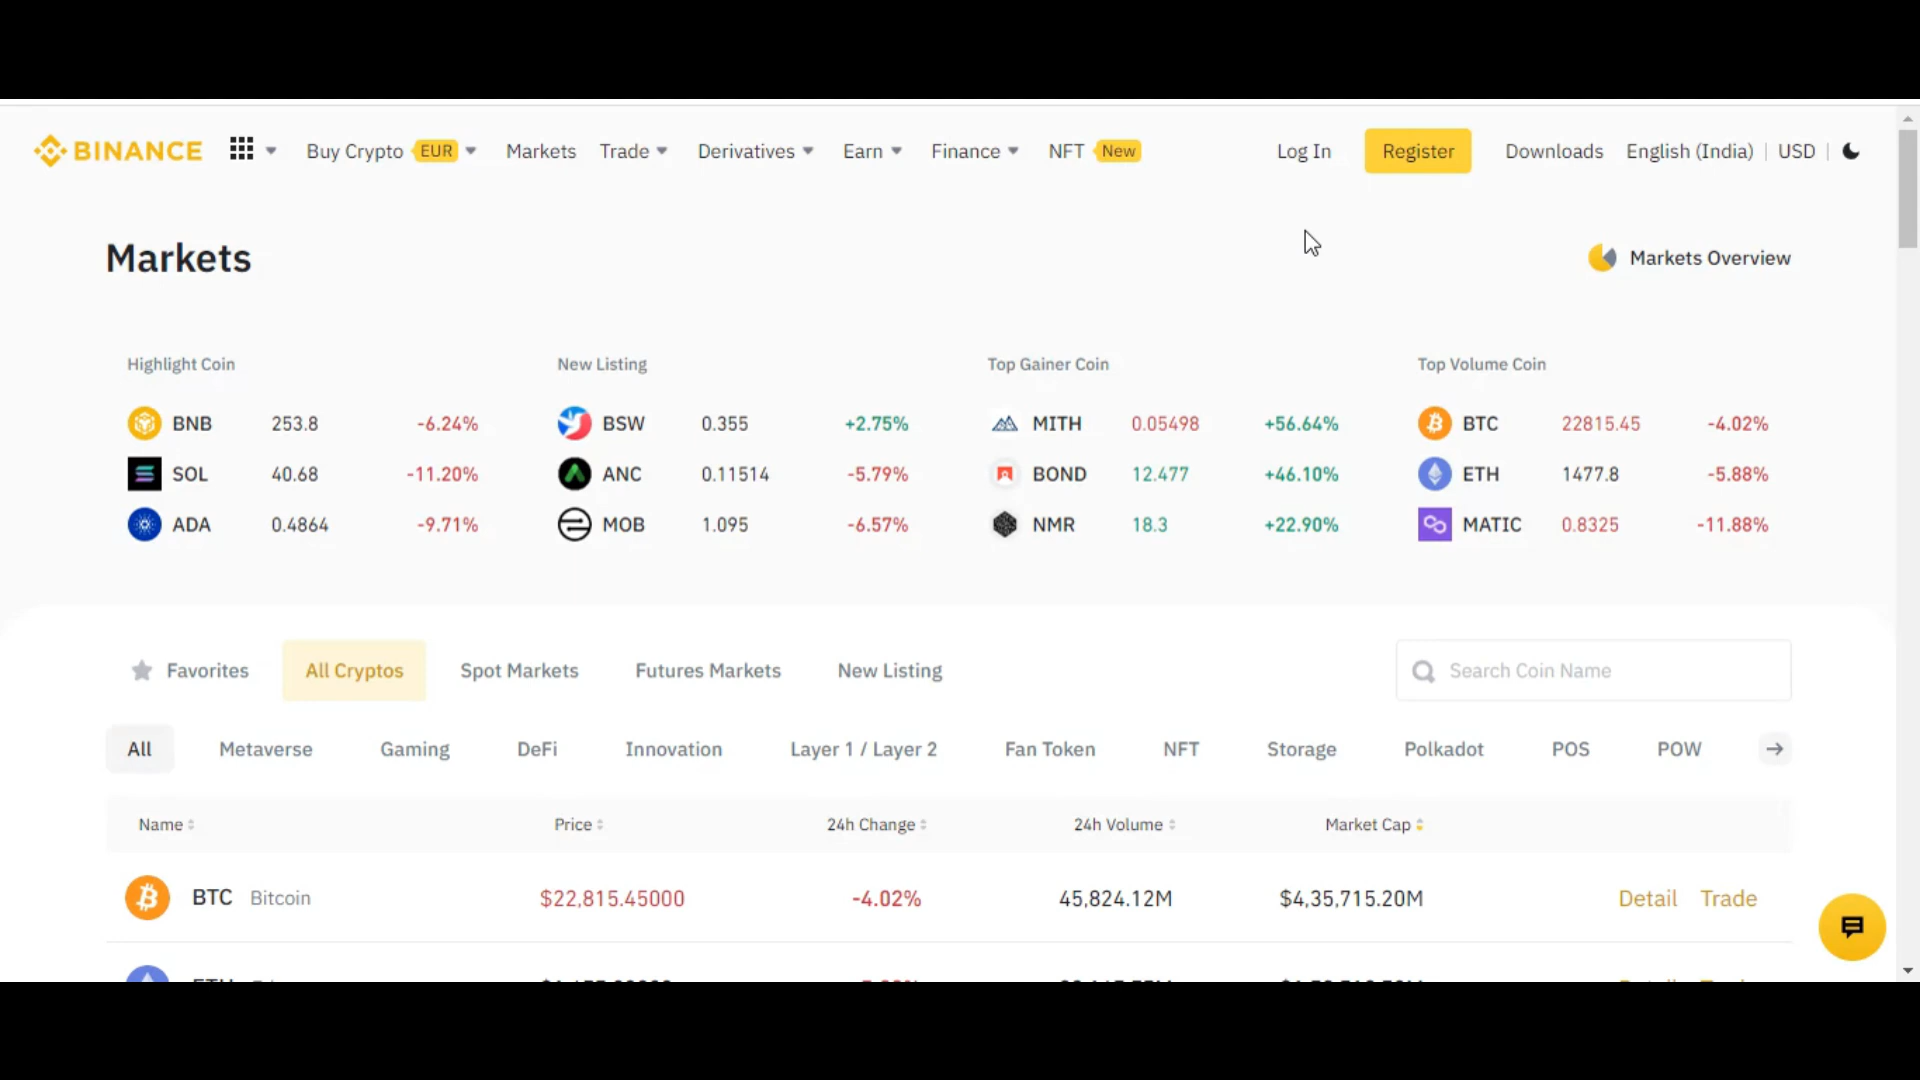 BINANCE Buy Crypto EUR Markets Trade Derivatives Earn Finance NFT New Log In Register Downloads English (India) | USD |
Markets
Markets Overview
Highlight Coin New Listing Top Gainer Coin Top Volume Coin
BNB 253.8 -6.24% BSW 0.355 +2.75% MITH 0.05498 +56.64% BTC 22815.45 -4.02%
SOL 40.68 -11.20% ANC 0.11514 -5.79% BOND 12.477 +46.10% ETH 1477.8 -5.88%
ADA 0.4864 -9.71% MOB 1.095 -6.57% NMR 18.3 +22.90% MATIC 0.8325 -11.88%
Favorites All Cryptos Spot Markets Futures Markets New Listing Search Coin Name
All Metaverse Gaming DeFi Innovation Layer 1 / Layer 2 Fan Token NFT Storage Polkadot POS POW
Name Price 24h Change 24h Volume Market Cap
BTC Bitcoin $22,815.45000 -4.02% 45,824.12M $4,35,715.20M Detail Trade